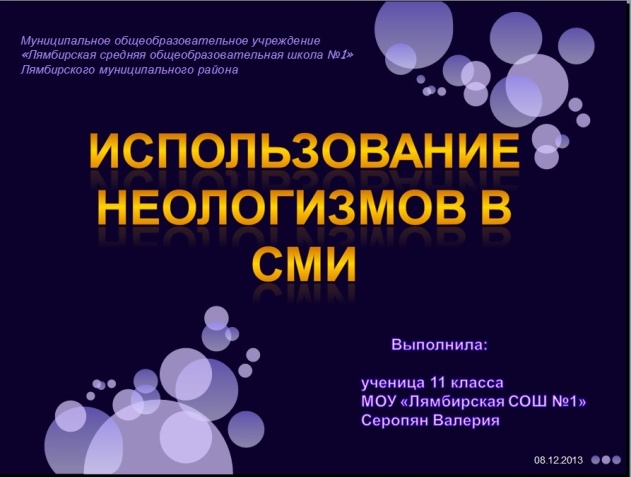 Муниципальное общеобразовательное учреждение
«Лямбирская средняя общеобразовательная школа №1»
Лямбирского муниципального района
ИСПОЛЬЗОВАНИЕ
НЕОЛОГИЗМОВ В
СМИ
Выполнила:
ученица 11 класса
МОУ «Лямбирская СОШ №1»
Серопян Валерия
08.12.2013